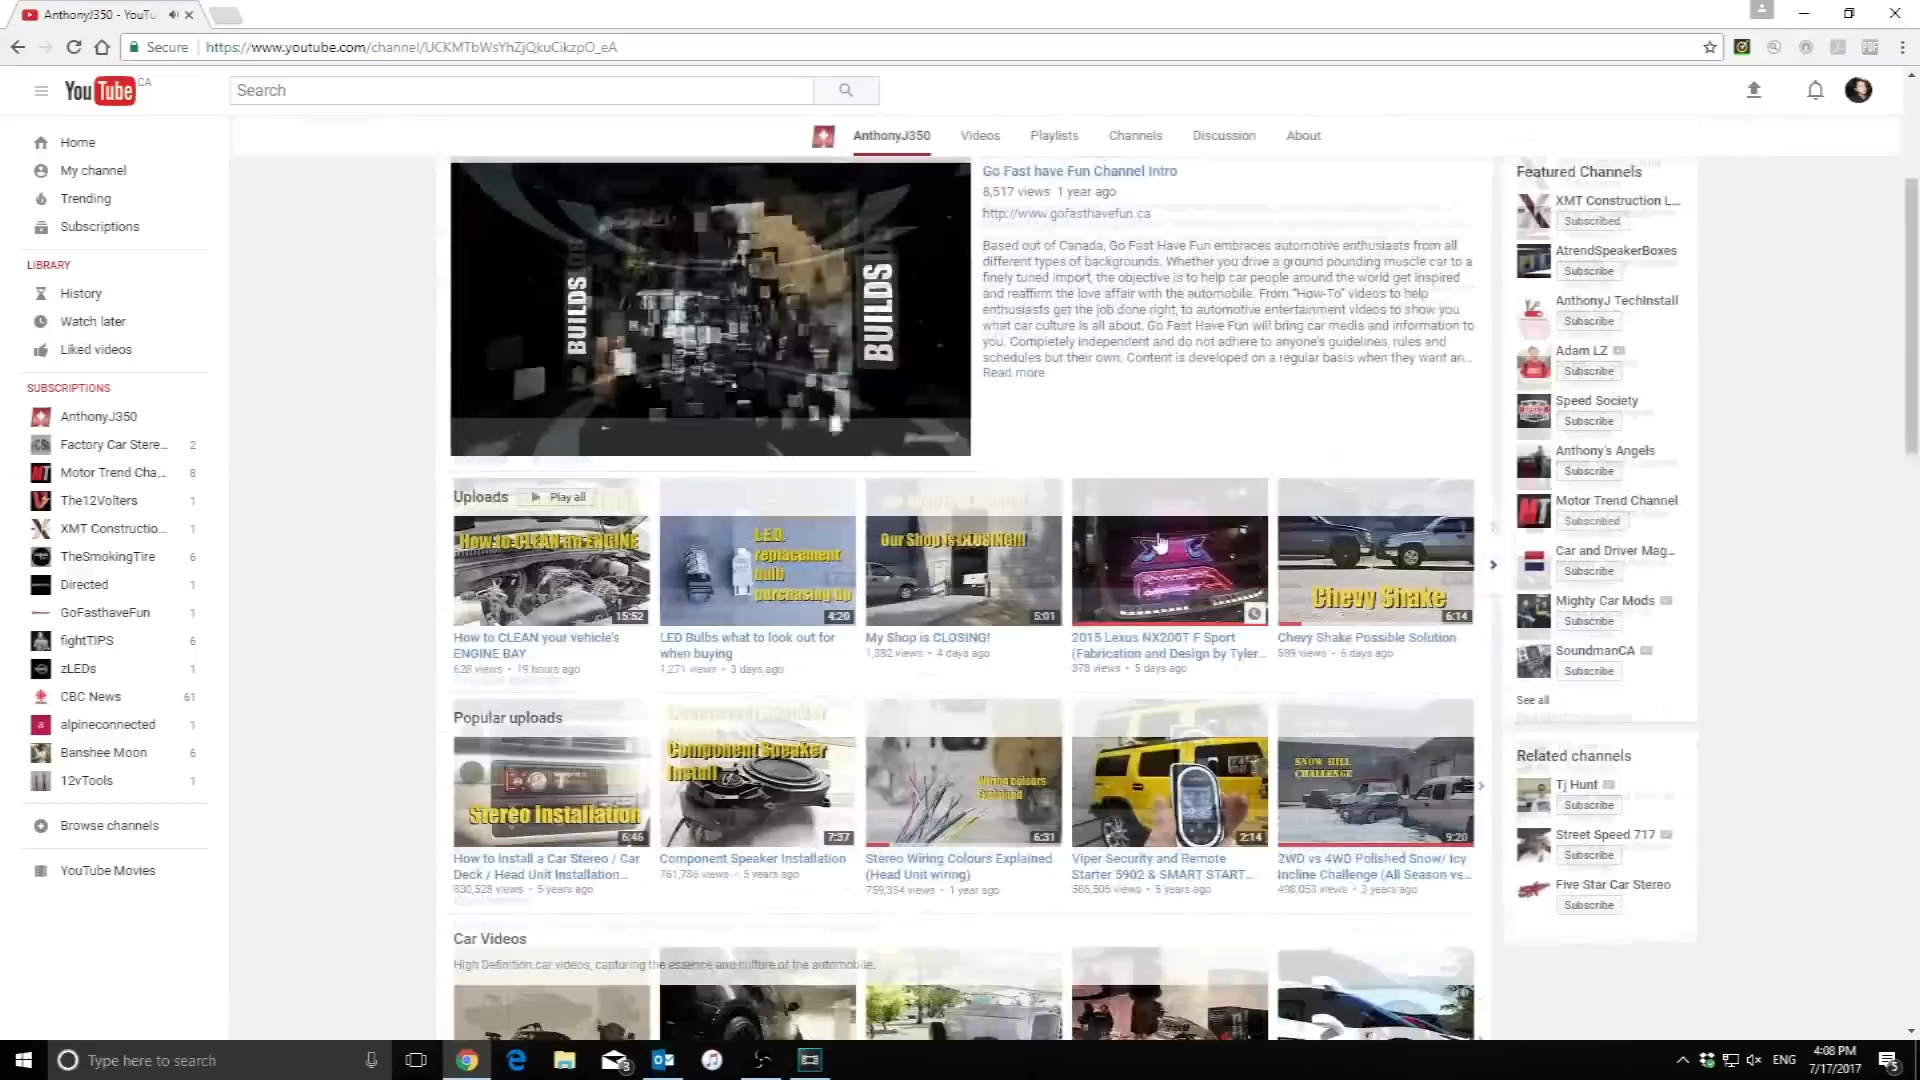 AnthonyJ350 - YouTu
Secure
https://www.youtube.com/channel/UCKMTbWsYhZjQkuCikzpO_eA
YouTube CA
Search
Home
My channel
Trending
Subscriptions
LIBRARY
History
Watch later
Liked videos
SUBSCRIPTIONS
AnthonyJ350
Factory Car Stere... 2
Motor Trend Cha... 8
The12Volters 1
XMT Constructio... 1
TheSmokingTire 6
Directed 1
GoFasthaveFun 1
fightTIPS 6
zLEDs 1
CBC News 61
alpineconnected 1
Banshee Moon 6
12vTools 1
Browse channels
YouTube Movies
AnthonyJ350 Videos Playlists Channels Discussion About
BUILDS
BUILDS
Go Fast have Fun Channel Intro
8,517 views 1 year ago
http://www.gofasthavefun.ca
Based out of Canada, Go Fast Have Fun embraces automotive enthusiasts from all
different types of backgrounds. Whether you drive a ground pounding muscle car to a
finely tuned import, the objective is to help car people around the world get inspired
and reaffirm the love affair with the automobile. From "How-To" videos to help
enthusiasts get the job done right, to automotive entertainment videos to show you
what car culture is all about, Go Fast Have Fun will bring car media and information to
you. Completely independent and do not adhere to anyone's guidelines, rules and
schedules but their own. Content is developed on a regular basis when they want an...
Read more
Uploads Play all
How to CLEAN an ENGINE
15:52
How to CLEAN your vehicle's
ENGINE BAY
628 views • 19 hours ago
L.E.D.
replacement
bulb
purchasing tip
4:20
LED Bulbs what to look out for
when buying
1,271 views • 3 days ago
Our Shop is CLOSING!!!
5:01
My Shop is CLOSING!
1,382 views • 4 days ago
2015 Lexus NX200T F Sport
(Fabrication and Design by Tyler...
378 views • 5 days ago
Chevy Shake
6:14
Chevy Shake Possible Solution
589 views • 6 days ago
Popular uploads
Stereo Installation
6:46
How to Install a Car Stereo / Car
Deck / Head Unit Installation...
830,528 views • 5 years ago
Component Speaker
Install
7:37
Component Speaker Installation
761,786 views • 5 years ago
Wiring colours
Explained
6:31
Stereo Wiring Colours Explained
(Head Unit wiring)
759,354 views • 1 year ago
2:14
Viper Security and Remote
Starter 5902 & SMART START...
586,505 views • 5 years ago
SNOW HILL
CHALLENGE
9:20
2WD vs 4WD Polished Snow/ Icy
Incline Challenge (All Season vs...
498,053 views • 3 years ago
Car Videos
High Definition car videos, capturing the essence and culture of the automobile.
Featured Channels
XMT Construction L...
Subscribed
AtrendSpeakerBoxes
Subscribe
AnthonyJ TechInstall
Subscribe
Adam LZ
Subscribe
Speed Society
Subscribe
Anthony's Angels
Subscribe
Motor Trend Channel
Subscribed
Car and Driver Mag...
Subscribe
Mighty Car Mods
Subscribe
SoundmanCA
Subscribe
See all
Related channels
Tj Hunt
Subscribe
Street Speed 717
Subscribe
Five Star Car Stereo
Subscribe
Type here to search
3
ENG
4:08 PM
7/17/2017
5